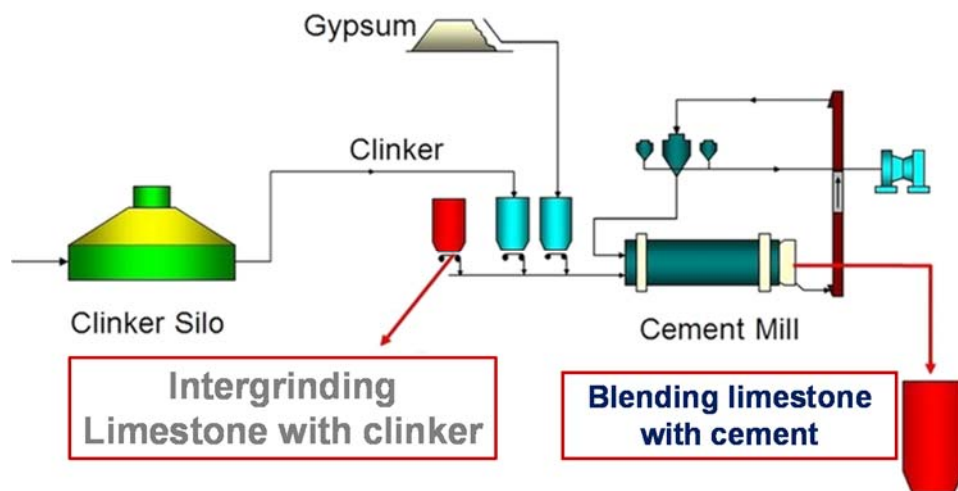 Gypsum
Clinker
Clinker Silo
Cement Mill
Intergrinding
Limestone with clinker
Blending limestone
with cement